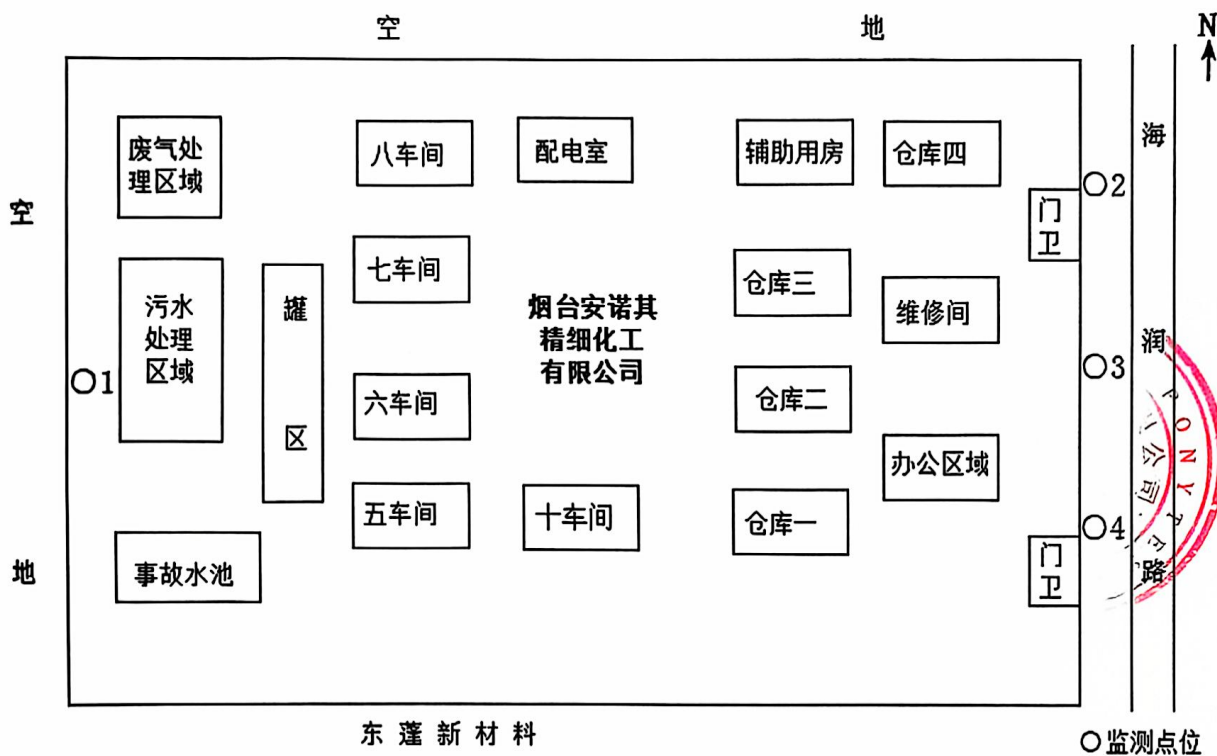 空 地
N
海润路
空地
废气处
理区域
八车间
配电室
辅助用房
仓库四
○2
门卫
污水
处理
区域
罐区
七车间
烟台安诺其
精细化工
有限公司
仓库三
维修间
○1
六车间
仓库二
○3
办公区域
五车间
十车间
仓库一
○4
门卫
事故水池
东蓬新材料
○监测点位
PONY TE
公司